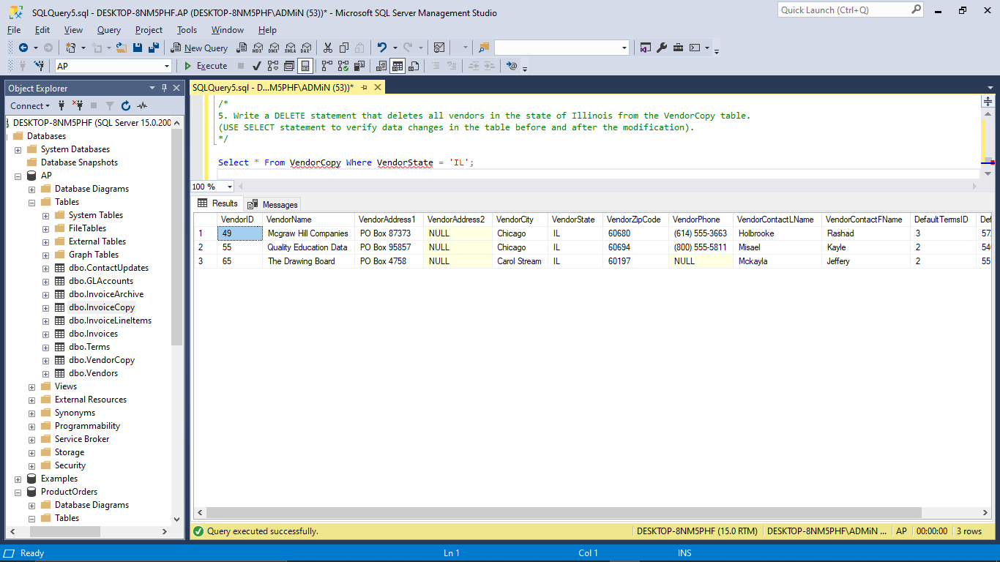 SQLQuery5.sql - DESKTOP-8NM5PHF.AP (DESKTOP-8NM5PHF\ADMiN (53))* - Microsoft SQL Server Management Studio
Quick Launch (Ctrl+Q)
File Edit View Query Project Tools Window Help
New Query MDX DMX XMLA DAX
AP Execute
Object Explorer
SQLQuery5.sql - D...M5PHF\ADMiN (53))*
Connect
DESKTOP-8NM5PHF (SQL Server 15.0.200
Databases
System Databases
Database Snapshots
AP
Database Diagrams
Tables
System Tables
FileTables
External Tables
Graph Tables
dbo.ContactUpdates
dbo.GLAccounts
dbo.InvoiceArchive
dbo.InvoiceCopy
dbo.InvoiceLineItems
dbo.Invoices
dbo.Terms
dbo.VendorCopy
dbo.Vendors
Views
External Resources
Synonyms
Programmability
Service Broker
Storage
Security
Examples
ProductOrders
Database Diagrams
Tables
/*
5. Write a DELETE statement that deletes all vendors in the state of Illinois from the VendorCopy table.
(USE SELECT statement to verify data changes in the table before and after the modification).
*/
Select * From VendorCopy Where VendorState = 'IL';
100 %
Results Messages
VendorID VendorName VendorAddress1 VendorAddress2 VendorCity VendorState VendorZipCode VendorPhone VendorContactLName VendorContactFName DefaultTermsID Def
1 49 Mcgraw Hill Companies PO Box 87373 NULL Chicago IL 60680 (614) 555-3663 Holbrooke Rashad 3 57
2 55 Quality Education Data PO Box 95857 NULL Chicago IL 60694 (800) 555-5811 Misael Kayle 2 54
3 65 The Drawing Board PO Box 4758 NULL Carol Stream IL 60197 NULL Mckayla Jeffery 2 55
Query executed successfully. DESKTOP-8NM5PHF (15.0 RTM) DESKTOP-8NM5PHF\ADMiN ... AP 00:00:00 3 rows
Ready Ln 1 Col 1 INS